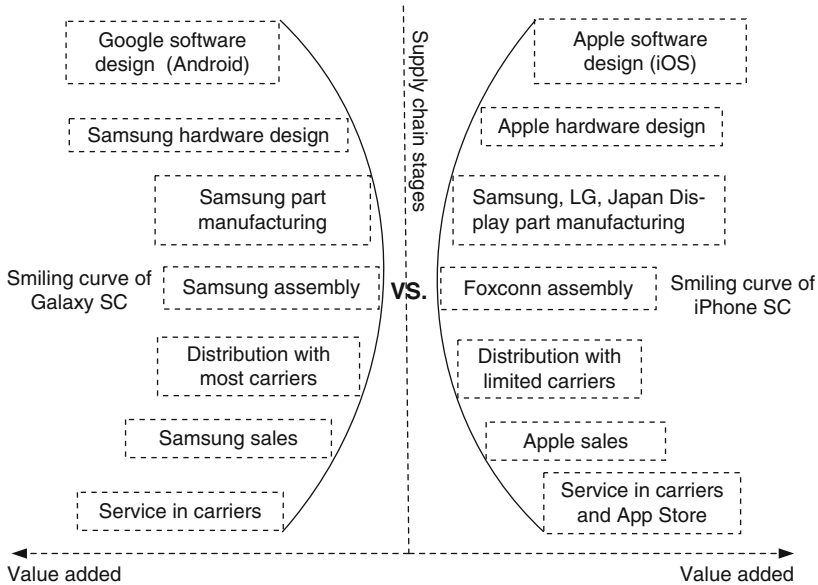 Google software
design (Android)
Samsung hardware design
Samsung part
manufacturing
Smiling curve of
Galaxy SC
Samsung assembly
Distribution with
most carriers
Samsung sales
Service in carriers
Supply chain stages
VS.
Apple software
design (iOS)
Apple hardware design
Samsung, LG, Japan Dis-
play part manufacturing
Foxconn assembly
Smiling curve of
iPhone SC
Distribution with
limited carriers
Apple sales
Service in carriers
and App Store
Value added
Value added